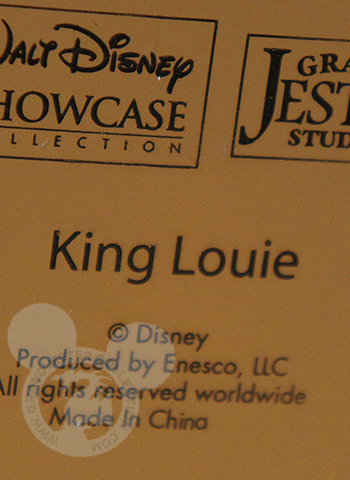 WALT DISNEY
SHOWCASE
COLLECTION
GRA
JEST
STUD
King Louie
© Disney
Produced by Enesco, LLC
All rights reserved worldwide
Made In China